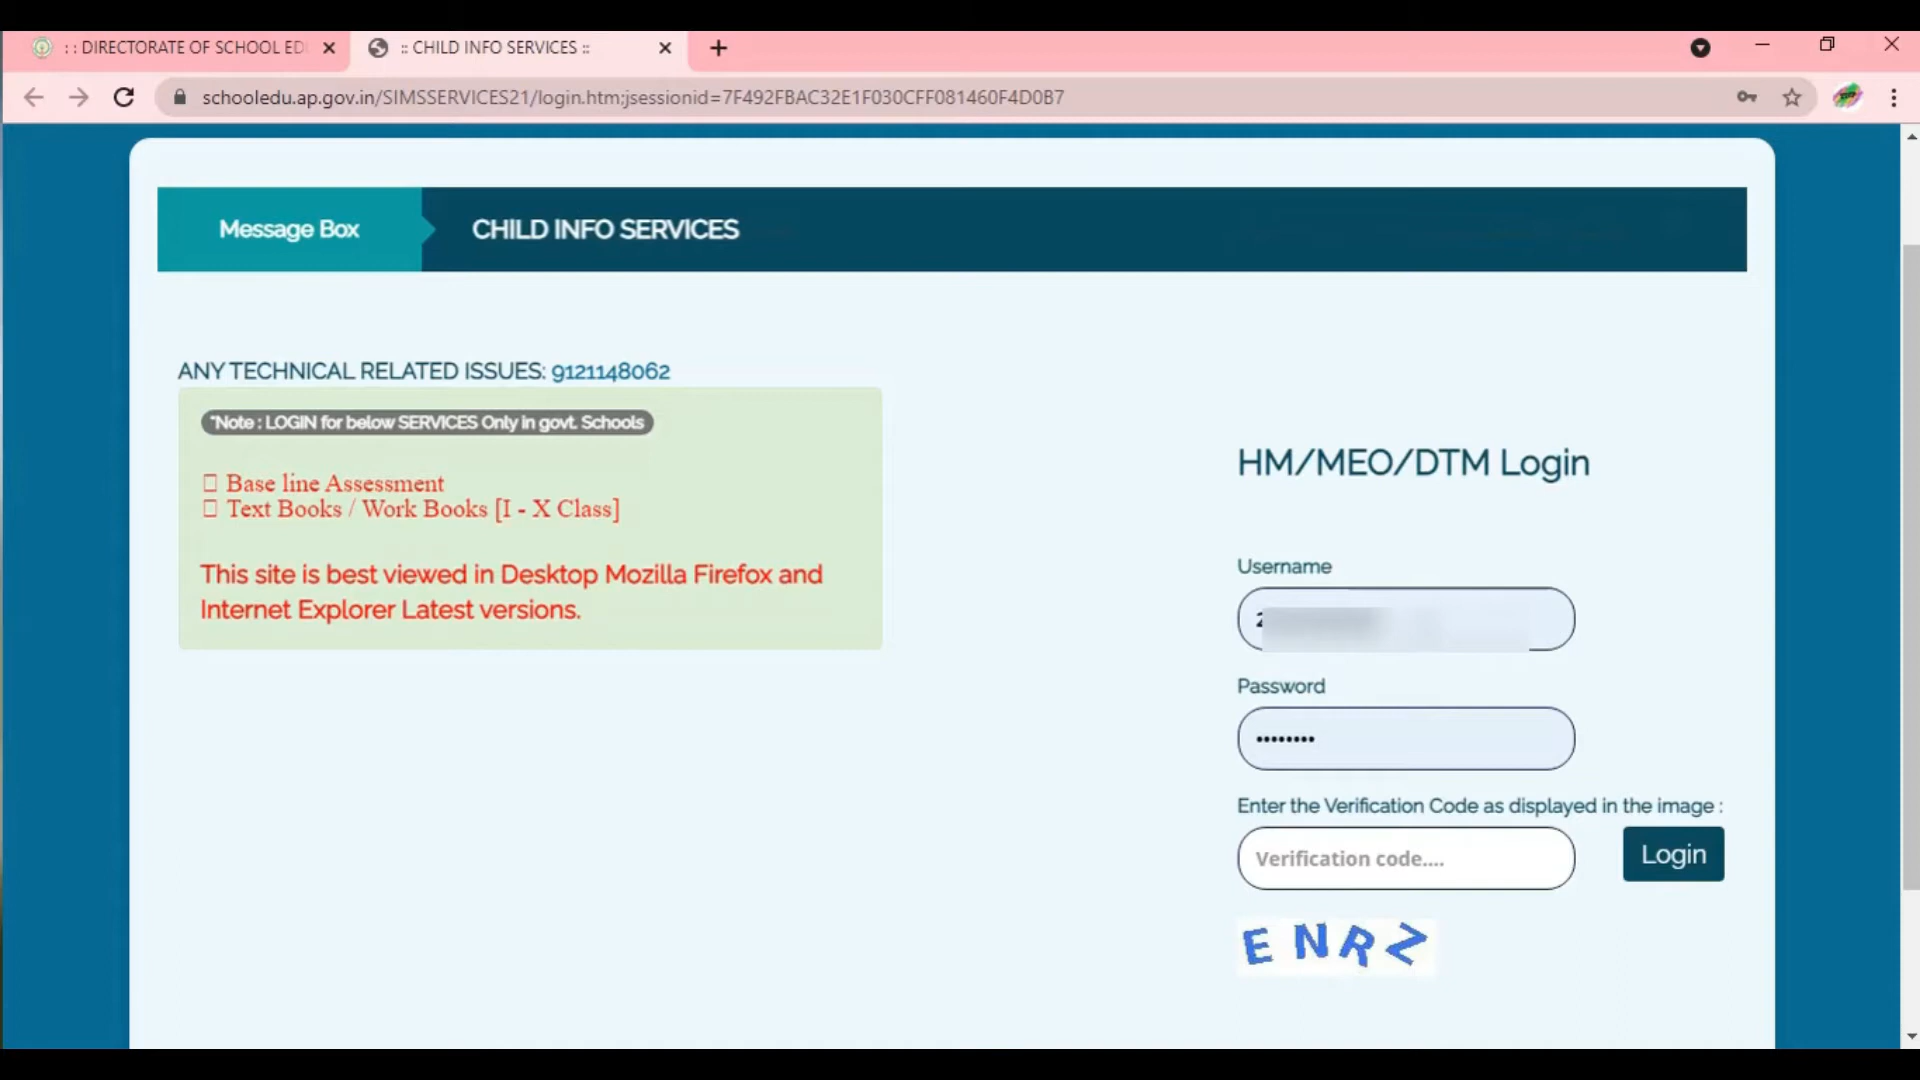 : : DIRECTORATE OF SCHOOL ED
:: CHILD INFO SERVICES ::
schooledu.ap.gov.in/SIMSSERVICES21/login.htm;jsessionid=7F492FBAC32E1F030CFF081460F4D0B7
Message Box
CHILD INFO SERVICES
ANY TECHNICAL RELATED ISSUES: 9121148062
*Note : LOGIN for below SERVICES Only in govt. Schools
Base line Assessment
Text Books / Work Books [I - X Class]
This site is best viewed in Desktop Mozilla Firefox and
Internet Explorer Latest versions.
HM/MEO/DTM Login
Username
2
Password
••••••••
Enter the Verification Code as displayed in the image :
Verification code....
Login
E N R Z